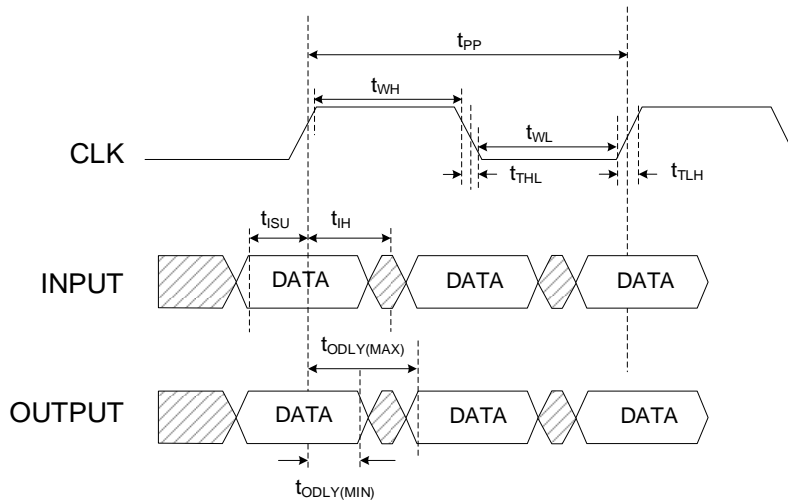 tPP
tWH
CLK
tWL
tTHL
tTLH
tISU
tIH
INPUT
DATA
DATA
DATA
tODLY(MAX)
OUTPUT
DATA
DATA
DATA
tODLY(MIN)